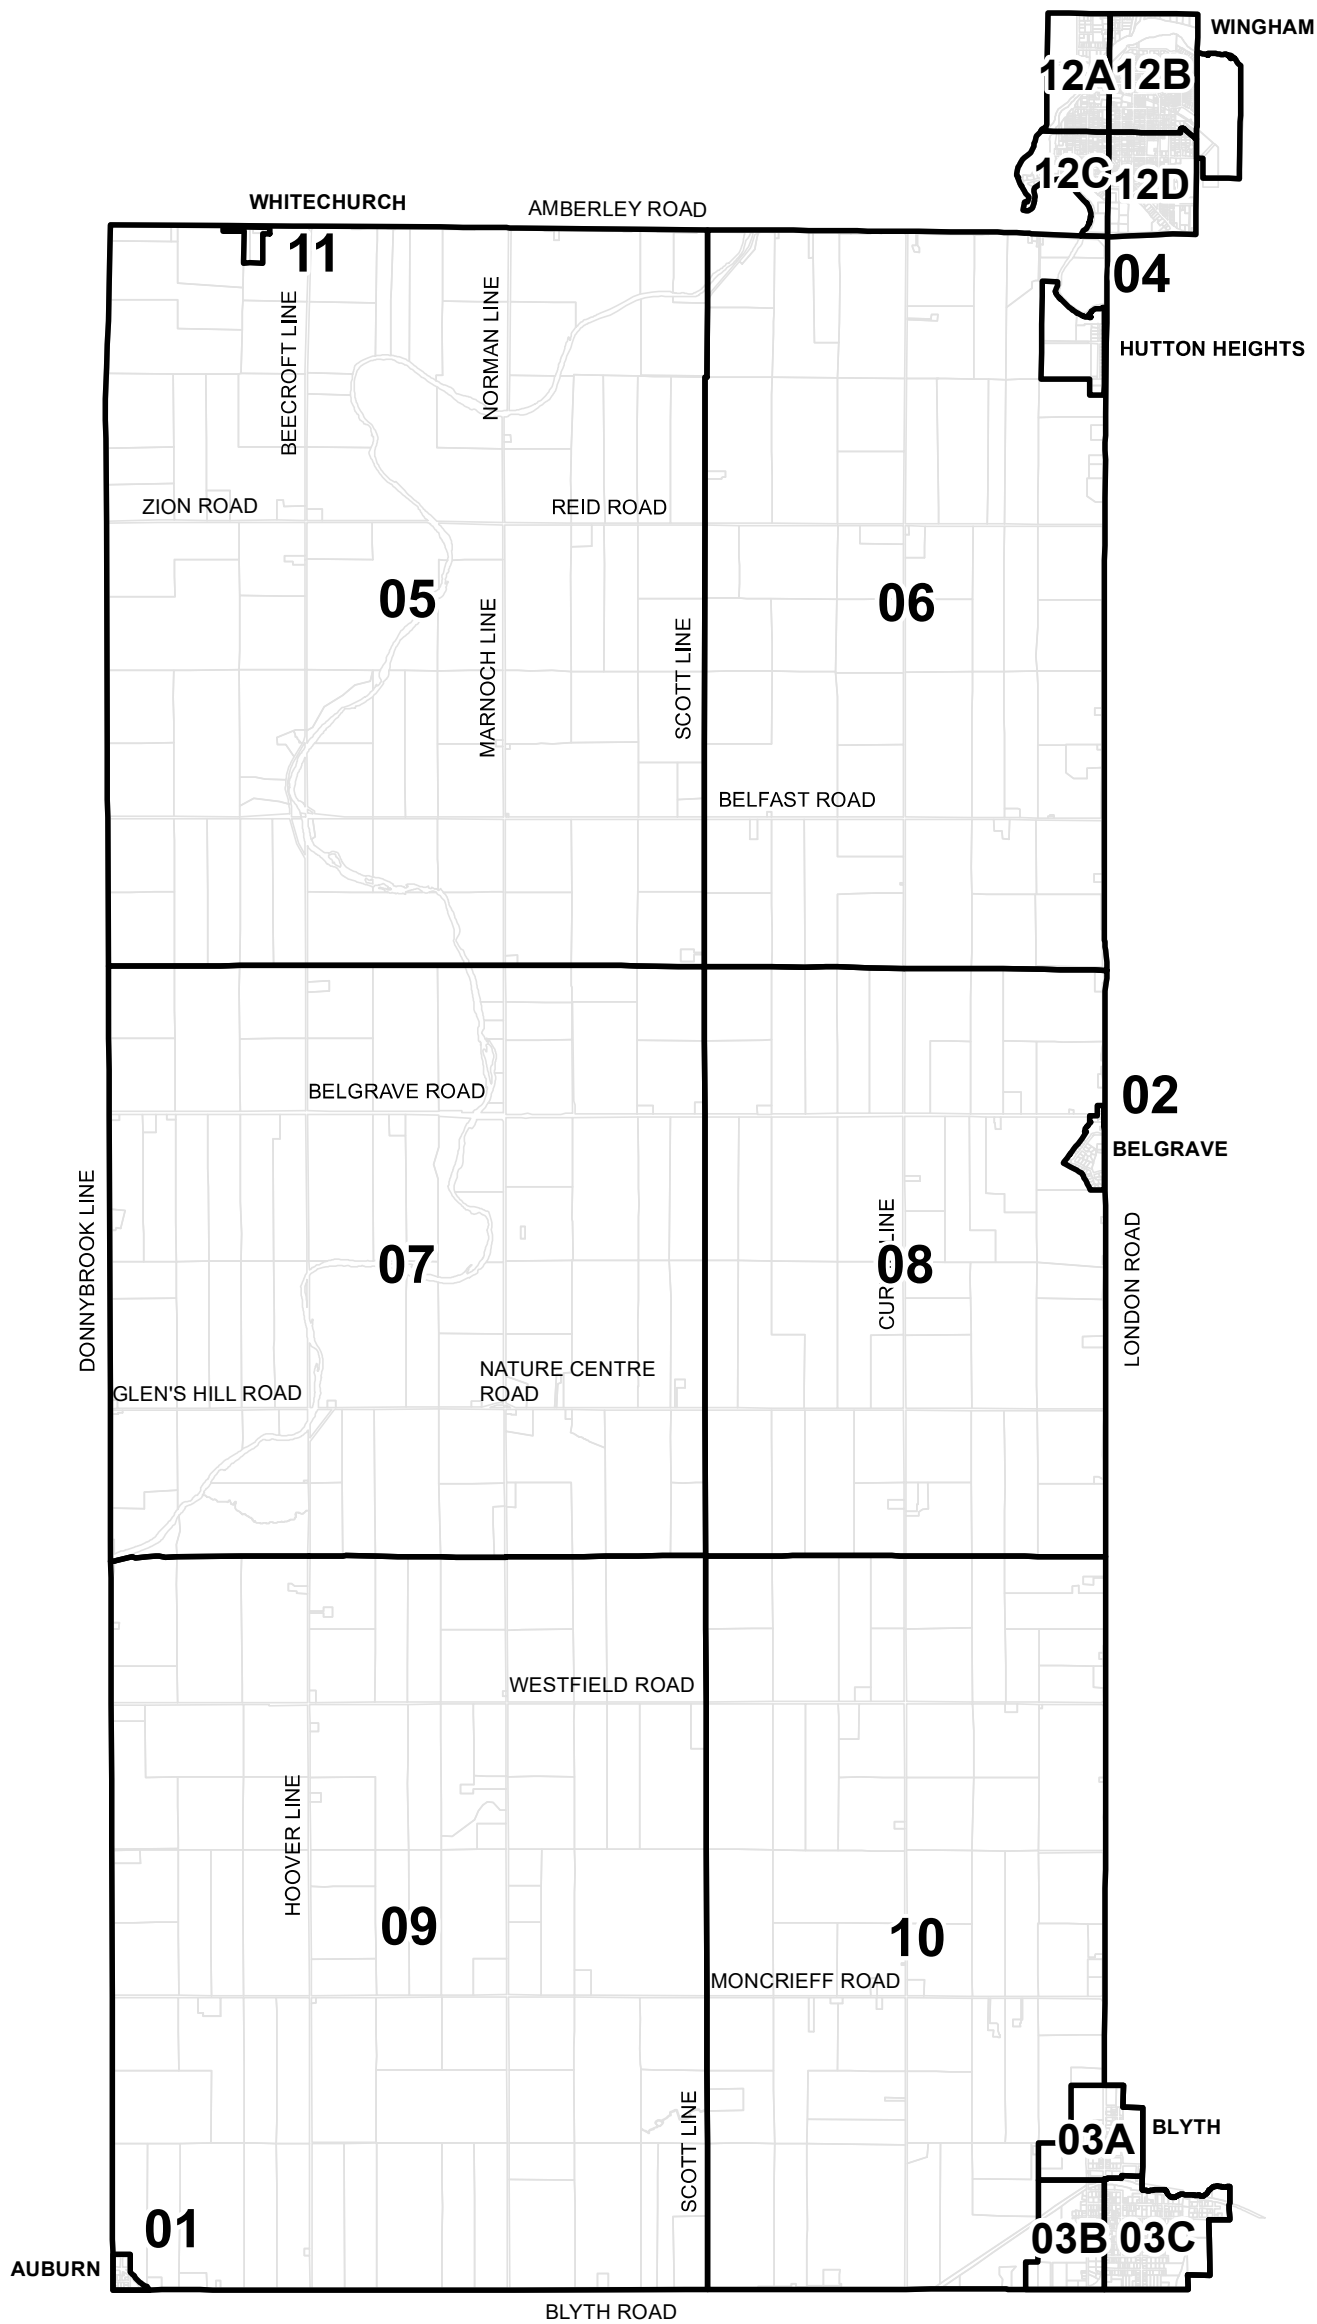 WINGHAM
12A
12B
12C
12D
WHITECHURCH
AMBERLEY ROAD
11
04
HUTTON HEIGHTS
BEECROFT LINE
NORMAN LINE
ZION ROAD
REID ROAD
05
06
MARNOCH LINE
SCOTT LINE
BELFAST ROAD
BELGRAVE ROAD
02
BELGRAVE
DONNYBROOK LINE
07
08
LINE
LONDON ROAD
GLEN'S HILL ROAD
NATURE CENTRE
ROAD
WESTFIELD ROAD
HOOVER LINE
09
10
MONCRIEFF ROAD
SCOTT LINE
03A
BLYTH
01
03B
03C
AUBURN
BLYTH ROAD